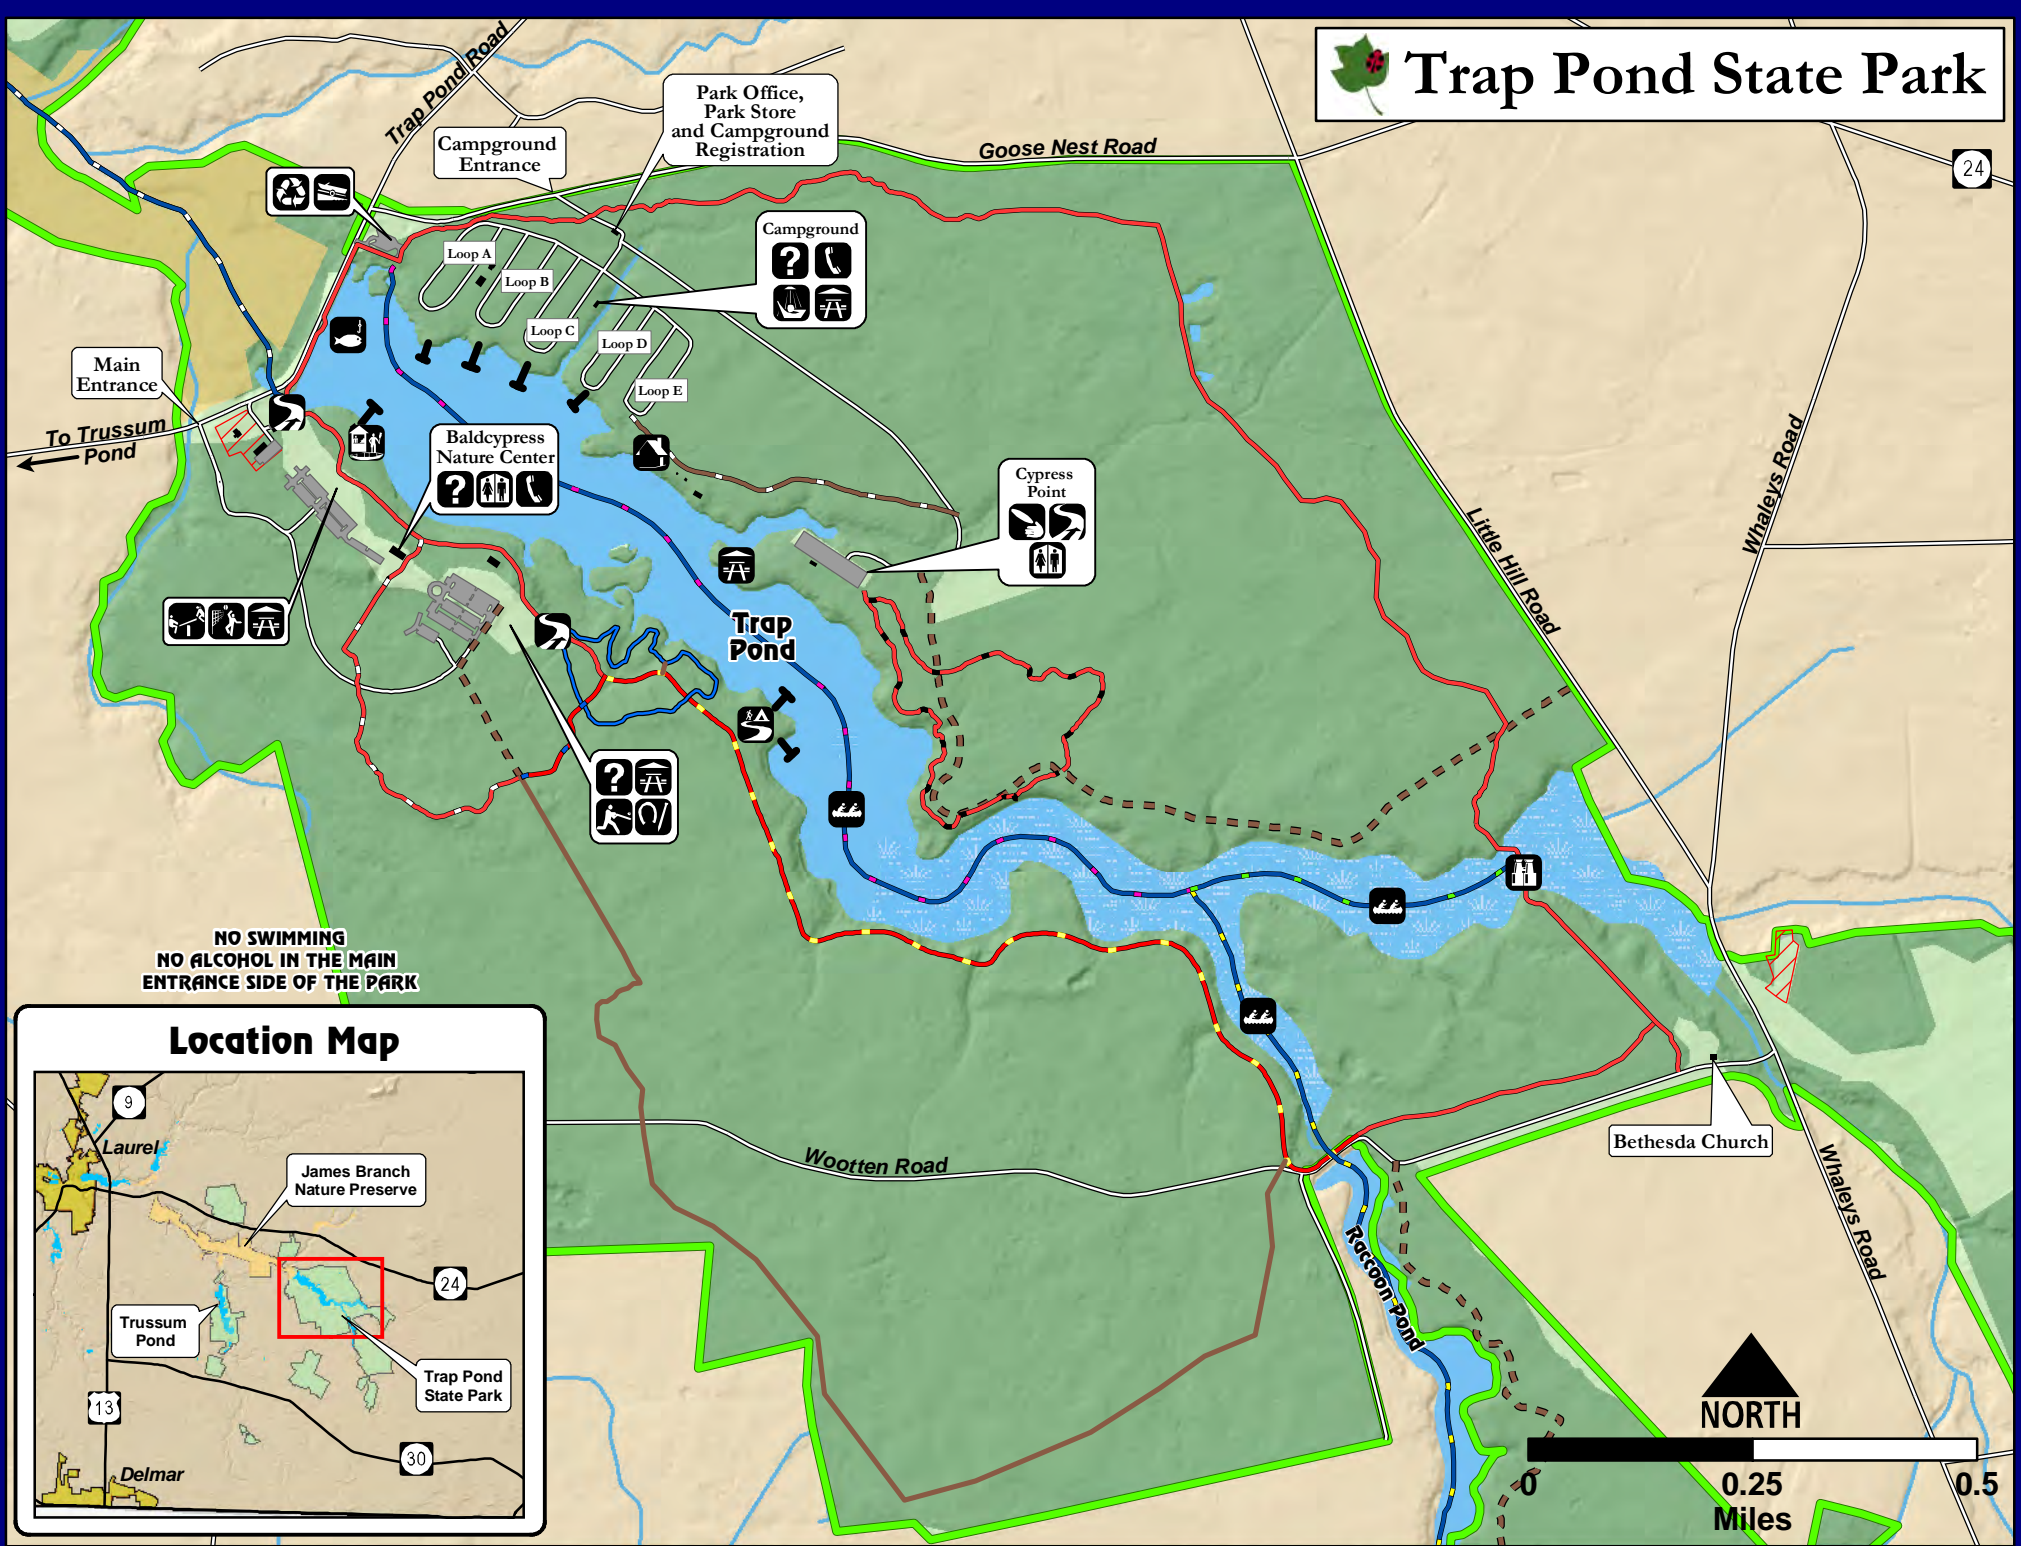 Trap Pond State Park
24
Trap Pond Road
Goose Nest Road
Park Office,
Park Store
and Campground
Registration
Campground
Entrance
Campground
?
Loop A
Loop B
Loop C
Loop D
Loop E
Main
Entrance
To Trussum
Pond
Baldcypress
Nature Center
?
Cypress
Point
Little Hill Road
Whaleys Road
Trap
Pond
?
NO SWIMMING
NO ALCOHOL IN THE MAIN
ENTRANCE SIDE OF THE PARK
Wootten Road
Bethesda Church
Whaleys Road
Raccoon Pond
NORTH
0
0.25
0.5
Miles
Location Map
9
Laurel
James Branch
Nature Preserve
24
Trussum
Pond
Trap Pond
State Park
13
30
Delmar